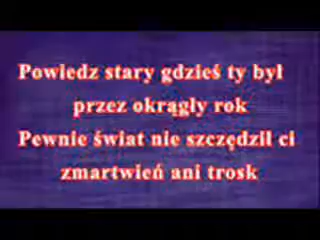 Powiedz stary gdzieś ty był
przez okrągły rok
Pewnie świat nie szczędził ci
zmartwień ani trosk